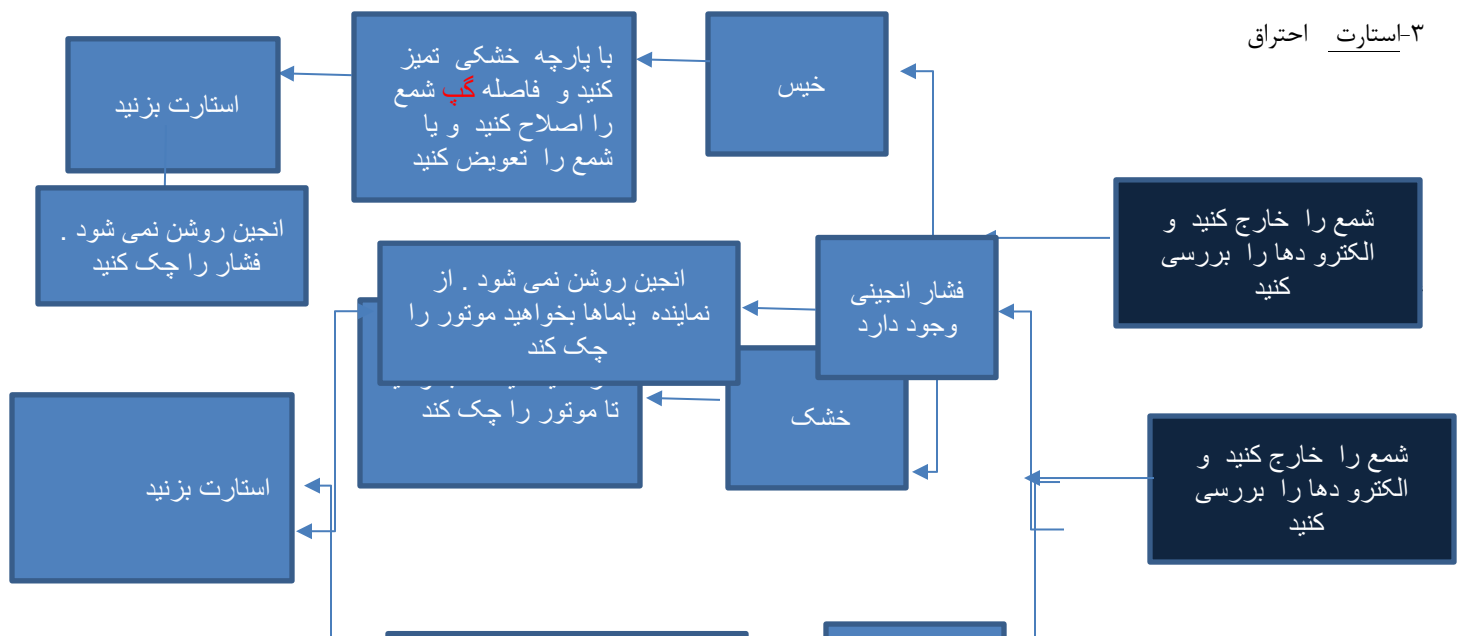 ۳-استارت احتراق
شمع را خارج کنید و
الکترو دها را بررسی
کنید
خیس
با پارچه خشکی تمیز
کنید و فاصله گپ شمع
را اصلاح کنید و یا
شمع را تعویض کنید
استارت بزنید
انجین روشن نمی شود .
فشار را چک کنید
فشار انجینی
وجود دارد
انجین روشن نمی شود . از
نماینده یاماها بخواهید موتور را
چک کند
خشک
تا موتور را چک کند
شمع را خارج کنید و
الکترو دها را بررسی
کنید
استارت بزنید